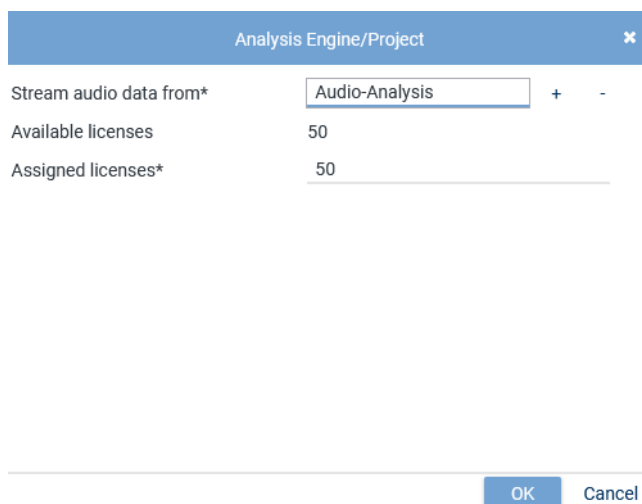 Analysis Engine/Project
Stream audio data from* Audio-Analysis + -
Available licenses 50
Assigned licenses* 50
OK Cancel